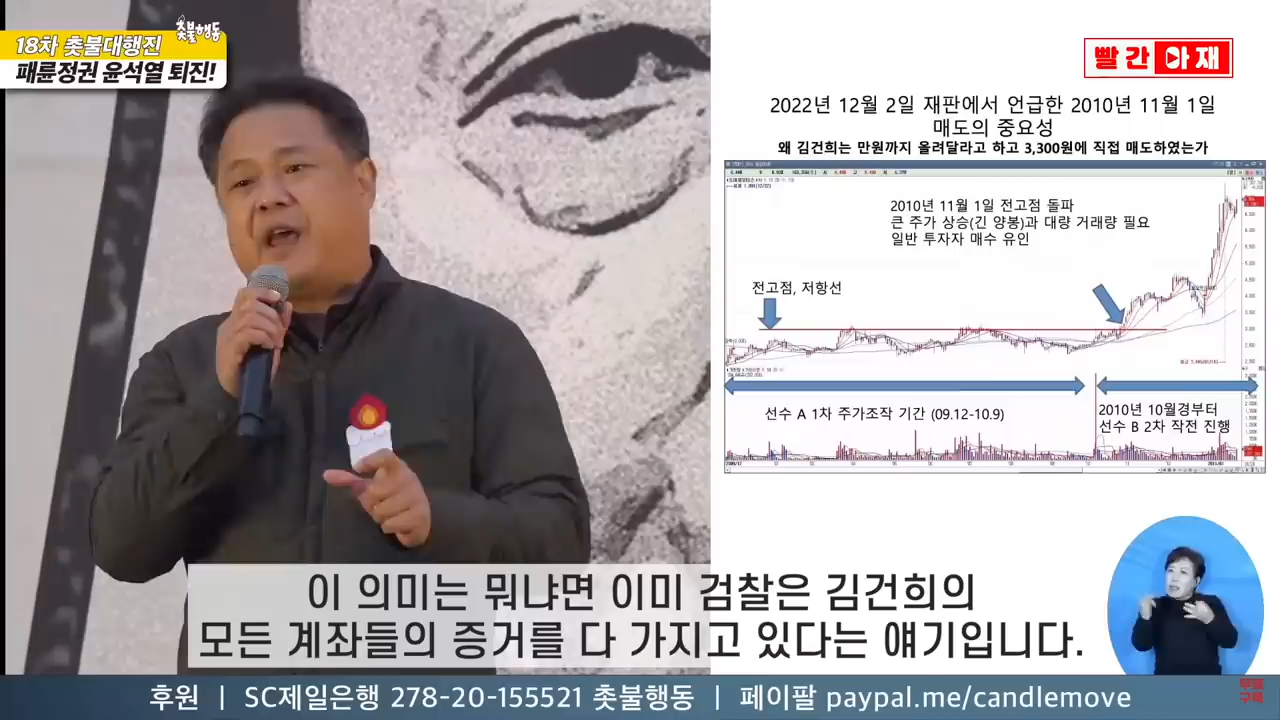 촛불행동
18차 촛불대행진
패륜정권 윤석열 퇴진!
빨간아재
2022년 12월 2일 재판에서 언급한 2010년 11월 1일
매도의 중요성
왜 김건희는 만원까지 올려달라고 하고 3,300원에 직접 매도하였는가
2010년 11월 1일 전고점 돌파
큰 주가 상승(긴 양봉)과 대량 거래량 필요
일반 투자자 매수 유인
전고점, 저항선
선수 A 1차 주가조작 기간 (09.12-10.9)
2010년 10월경부터
선수 B 2차 작전 진행
이 의미는 뭐냐면 이미 검찰은 김건희의
모든 계좌들의 증거를 다 가지고 있다는 얘기입니다.
후원 | SC제일은행 278-20-155521 촛불행동 | 페이팔 paypal.me/candlemove